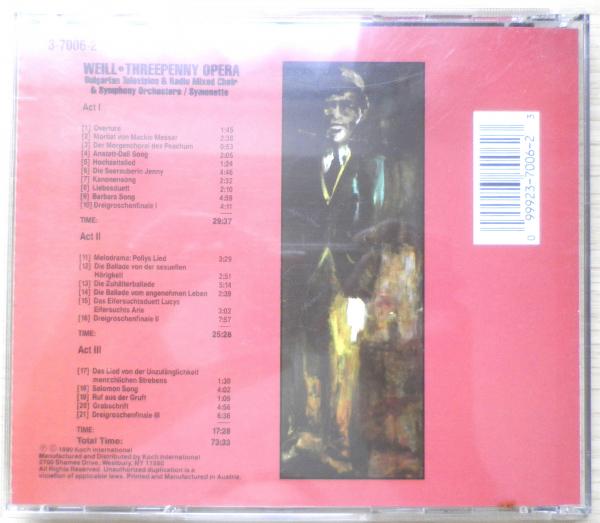 3-7006-2
WEILL • THREEPENNY OPERA
Bulgarian Television & Radio Mixed Choir
& Symphony Orchestera / Symonette
Act I
[1] Overture 1:45
[2] Moritat von Mackie Messer 2:38
[3] Der Morgenchoral des Peachum 0:53
[4] Anstatt-Daß Song 2:05
[5] Hochzeitslied 1:24
[6] Die Seeräuberin Jenny 4:46
[7] Kanonensong 2:32
[8] Liebesduett 2:10
[9] Barbara Song 4:59
[10] Dreigroschenfinale I 4:11
TIME: 29:37
Act II
[11] Melodrama: Pollys Lied 3:29
[12] Die Ballade von der sexuellen
Hörigkeit 2:51
[13] Die Zuhälterballade 5:14
[14] Die Ballade vom angenehmen Leben 2:39
[15] Das Eifersuchtsduett Lucys
Eifersuchts Arie 3:02
[16] Dreigroschenfinale II 7:57
TIME: 25:28
Act III
[17] Das Lied von der Unzulänglichkeit
menschlichen Strebens 1:30
[18] Salomon Song 4:02
[19] Ruf aus der Gruft 1:05
[20] Grabschrift 4:56
[21] Dreigroschenfinale III 6:36
TIME: 17:28
Total Time: 73:33
℗ © 1990 Koch International
Manufactured and Distributed by Koch International
2700 Shames Drive, Westbury, NY 11590
All Rights Reserved. Unauthorized duplication is a
violation of applicable laws. Printed and Manufactured in Austria.
0 99923-7006-2 3